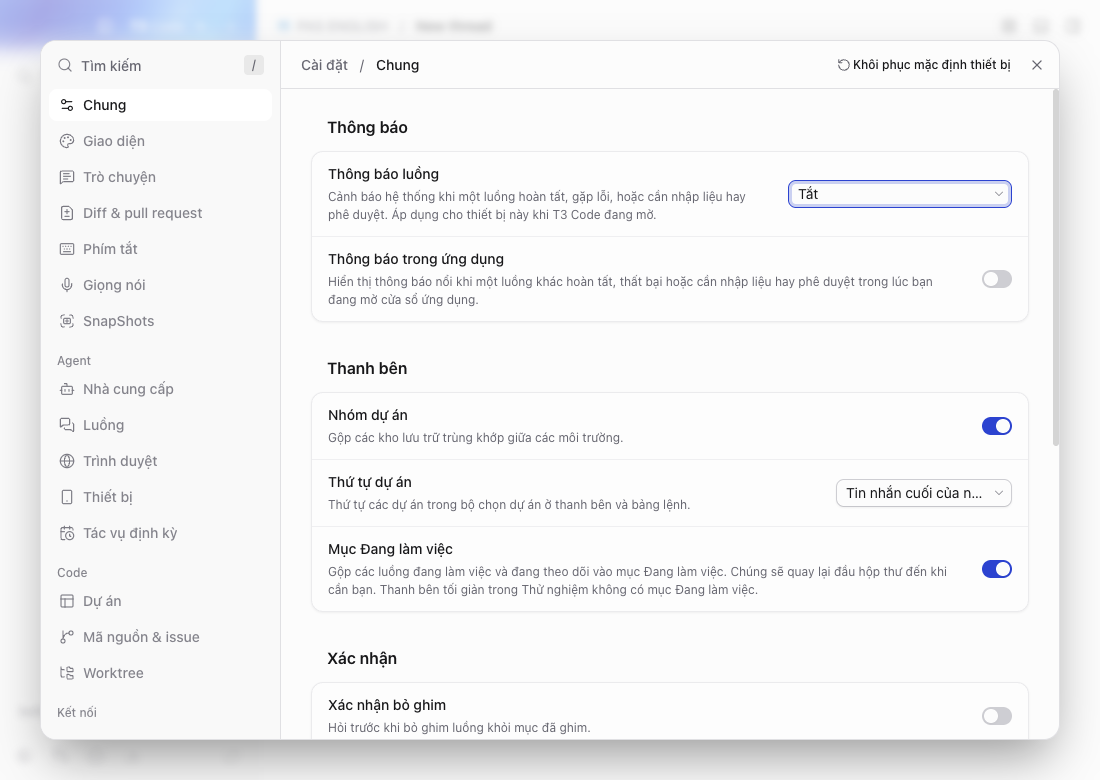 Tìm kiếm /
Chung
Giao diện
Trò chuyện
Diff & pull request
Phím tắt
Giọng nói
SnapShots
Agent
Nhà cung cấp
Luồng
Trình duyệt
Thiết bị
Tác vụ định kỳ
Code
Dự án
Mã nguồn & issue
Worktree
Kết nối
Cài đặt / Chung
Khôi phục mặc định thiết bị
Thông báo
Thông báo luồng
Cảnh báo hệ thống khi một luồng hoàn tất, gặp lỗi, hoặc cần nhập liệu hay
phê duyệt. Áp dụng cho thiết bị này khi T3 Code đang mở.
Tắt
Thông báo trong ứng dụng
Hiển thị thông báo nổi khi một luồng khác hoàn tất, thất bại hoặc cần nhập liệu hay phê duyệt trong lúc bạn
đang mở cửa sổ ứng dụng.
Thanh bên
Nhóm dự án
Gộp các kho lưu trữ trùng khớp giữa các môi trường.
Thứ tự dự án
Thứ tự các dự án trong bộ chọn dự án ở thanh bên và bảng lệnh.
Tin nhắn cuối của n...
Mục Đang làm việc
Gộp các luồng đang làm việc và đang theo dõi vào mục Đang làm việc. Chúng sẽ quay lại đầu hộp thư đến khi
cần bạn. Thanh bên tối giản trong Thử nghiệm không có mục Đang làm việc.
Xác nhận
Xác nhận bỏ ghim
Hỏi trước khi bỏ ghim luồng khỏi mục đã ghim.